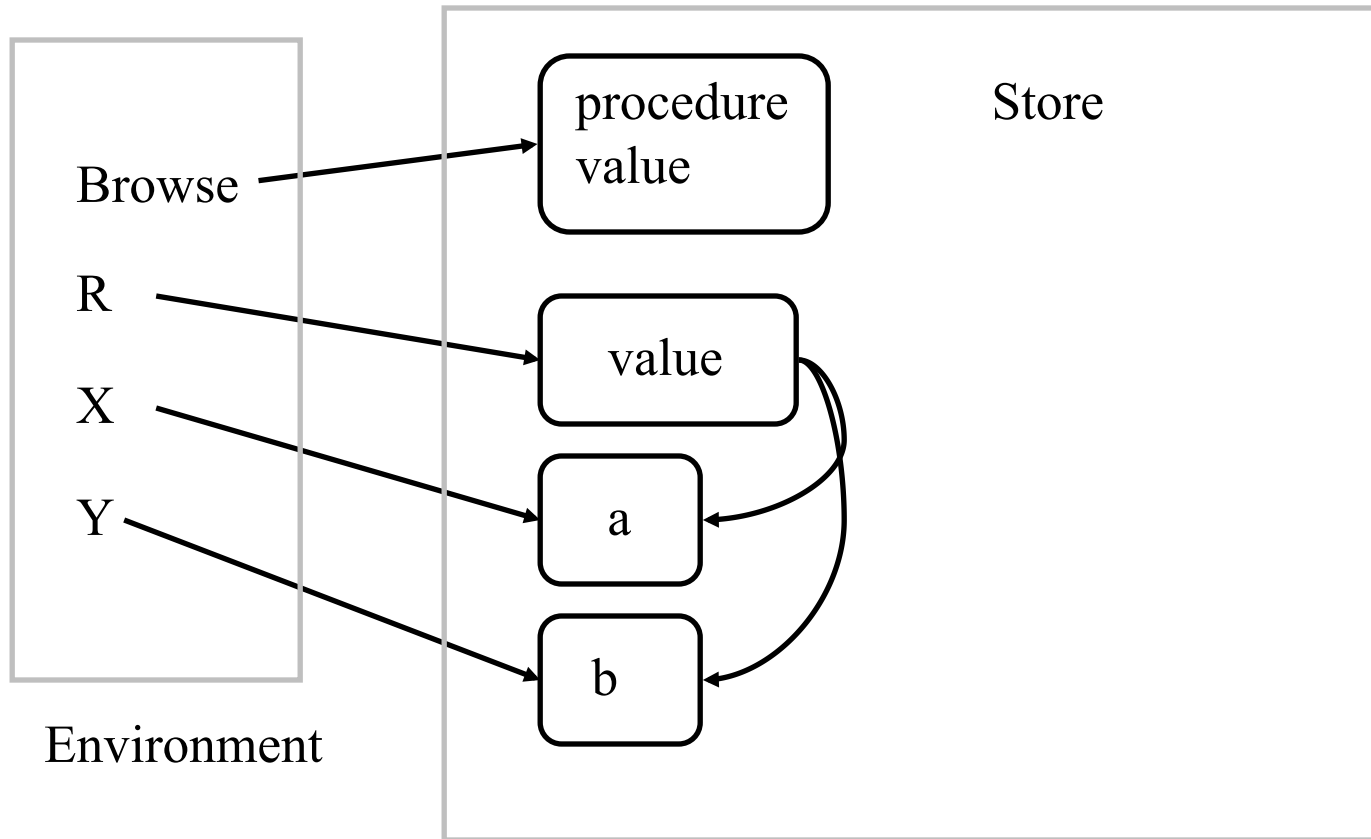 procedure
value
Store
Browse
R
value
X
a
Y
b
Environment